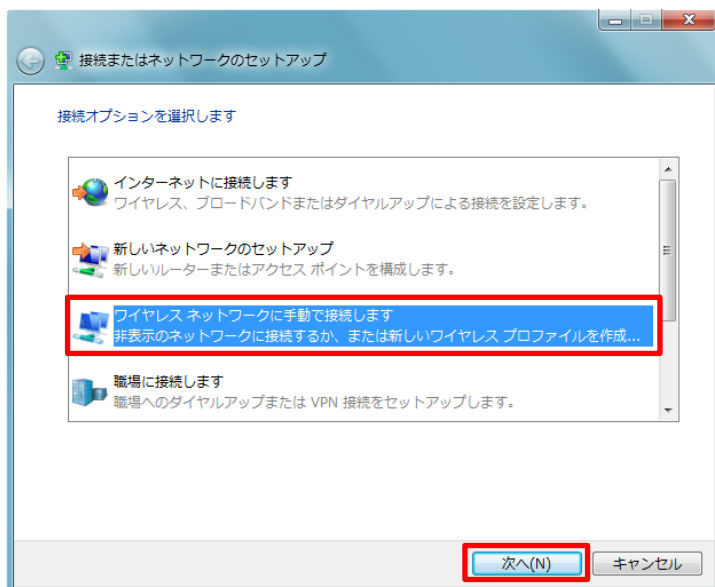 接続またはネットワークのセットアップ
接続オプションを選択します
インターネットに接続します
ワイヤレス、ブロードバンドまたはダイヤルアップによる接続を設定します。
新しいネットワークのセットアップ
新しいルーターまたはアクセス ポイントを構成します。
ワイヤレス ネットワークに手動で接続します
非表示のネットワークに接続するか、または新しいワイヤレス プロファイルを作成...
職場に接続します
職場へのダイヤルアップまたは VPN 接続をセットアップします。
次へ(N)
キャンセル